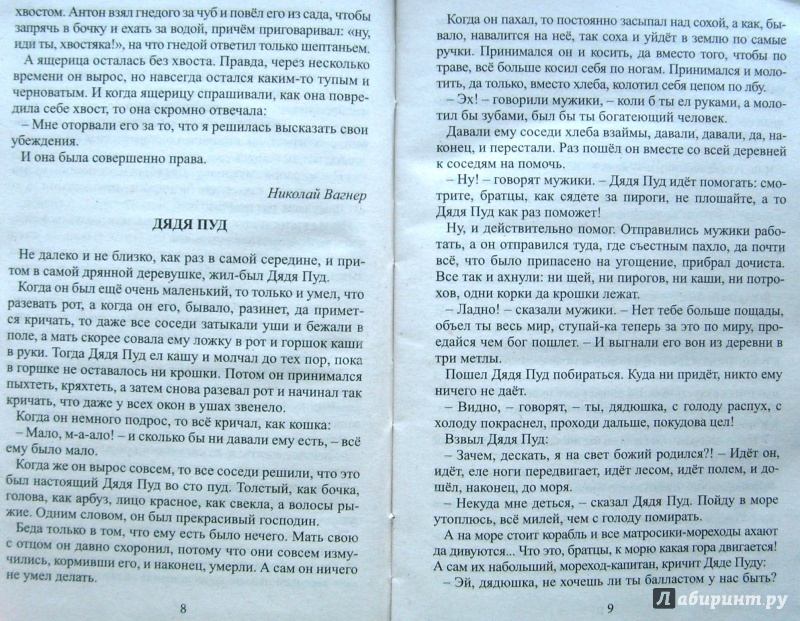 хвостом. Антон взял гнедого за чуб и повёл его из сада, чтобы
запрячь в бочку и ехать за водой, причём приговаривал: «ну,
иди ты, хвостяка!», на что гнедой ответил только шептаньем.
А ящерица осталась без хвоста. Правда, через несколько
времени он вырос, но навсегда остался каким-то тупым и
черноватым. И когда ящерицу спрашивали, как она повре-
дила себе хвост, то она скромно отвечала:
– Мне оторвали его за то, что я решилась высказать свои
убеждения.
И она была совершенно права.
Николай Вагнер
ДЯДЯ ПУД
Не далеко и не близко, как раз в самой середине, и при-
том в самой дрянной деревушке, жил-был Дядя Пуд.
Когда он был ещё очень маленький, то только и умел, что
разевать рот, а когда он его, бывало, разинет, да примет-
ся кричать, то даже все соседи затыкали уши и бежали в
поле, а мать скорее совала ему ложку в рот и горшок каши
в руки. Тогда Дядя Пуд ел кашу и молчал до тех пор, пока
в горшке не оставалось ни крошки. Потом он принимался
пыхтеть, кряхтеть, а затем снова разевал рот и начинал так
кричать, что даже у всех окон в ушах звенело.
Когда он немного подрос, то всё кричал, как кошка:
– Мало, м-а-ало! – и сколько бы ни давали ему есть, – всё
ему было мало.
Когда же он вырос совсем, то все соседи решили, что это
был настоящий Дядя Пуд во сто пуд. Толстый, как бочка,
голова, как арбуз, лицо красное, как свекла, а волосы ры-
жие. Одним словом, он был прекрасивый господин.
Беда только в том, что ему есть было нечего. Мать свою
с отцом он давно схоронил, потому что они совсем изму-
чились, кормивши его, и наконец, умерли. А сам он ничего
не умел делать.
8
Когда он пахал, то постоянно засыпал над сохой, а как, бы-
вало, навалится на неё, так соха и уйдёт в землю по самые
ручки. Принимался он и косить, да вместо того, чтобы по
траве, всё больше косил себя по ногам. Принимался и моло-
тить, да только, вместо хлеба, колотил себя цепом по лбу.
– Эх! – говорили мужики, – коли б ты ел руками, а моло-
тил бы зубами, был бы ты богатеющий человек.
Давали ему соседи хлеба взаймы, давали, давали, да, на-
конец, и перестали. Раз пошёл он вместе со всей деревней
к соседям на помочь.
– Ну! – говорят мужики. – Дядя Пуд идёт помогать: смо-
трите, братцы, как сядете за пироги, не плошайте, а то
Дядя Пуд как раз поможет!
Ну, и действительно помог. Отправились мужики рабо-
тать, а он отправился туда, где съестным пахло, да почти
всё, что было припасено на угощение, прибрал дочиста.
Все так и ахнули: ни щей, ни пирогов, ни каши, ни потро-
хов, одни корки да крошки лежат.
– Ладно! – сказали мужики. – Нет тебе больше пощады,
объел ты весь мир, ступай-ка теперь за это по миру, про-
едайся чем бог пошлет. – И выгнали его вон из деревни в
три метлы.
Пошел Дядя Пуд побираться. Куда ни придёт, никто ему
ничего не даёт.
– Видно, – говорят, – ты, дядюшка, с голоду распух, с
холоду покраснел, проходи дальше, покудова цел!
Взвыл Дядя Пуд:
– Зачем, дескать, я на свет божий родился?! – Идёт он,
идёт, еле ноги передвигает, идёт лесом, идёт полем, и до-
шёл, наконец, до моря.
– Некуда мне деться, – сказал Дядя Пуд. Пойду в море
утоплюсь, всё милей, чем с голоду помирать.
А на море стоит корабль и все матросики-мореходы ахают
да дивуются... Что это, братцы, к морю какая гора двигается!
А сам их набольший, мореход-капитан, кричит Дяде Пуду:
– Эй, дядюшка, не хочешь ли ты балластом у нас быть?
9
Лабиринт.ру